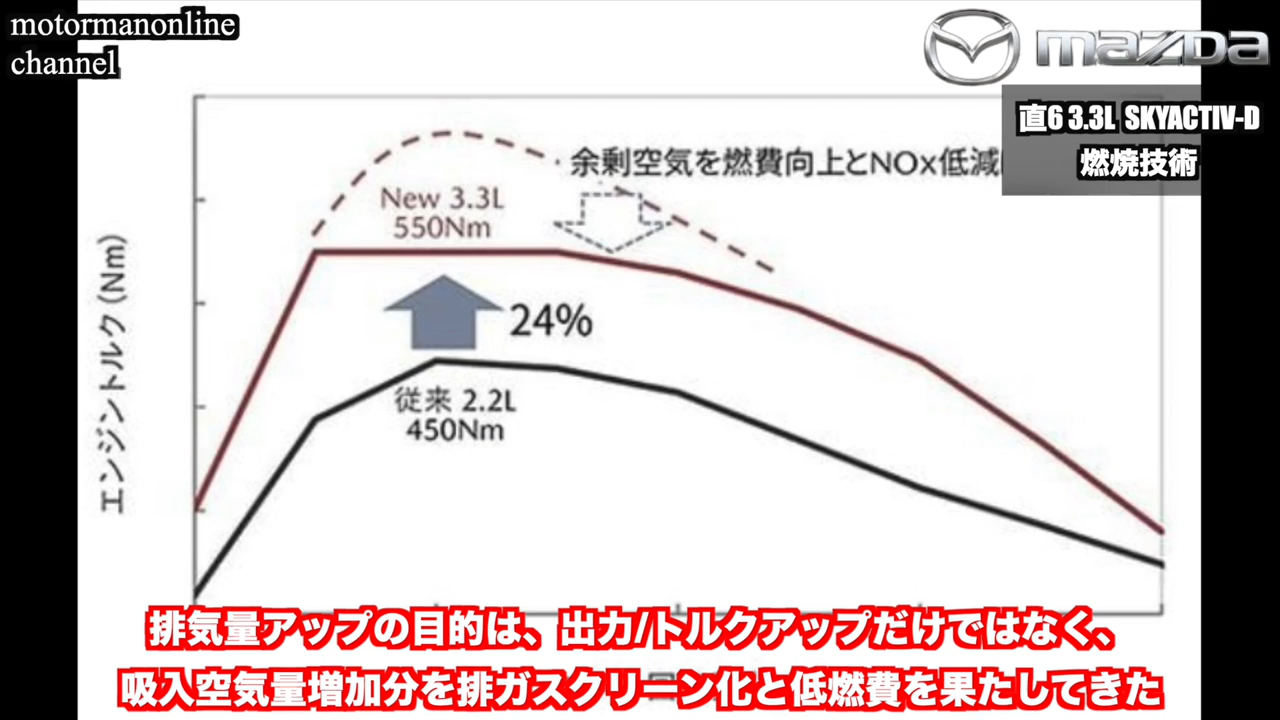 motormanonline
channel
mazda
直6 3.3L SKYACTIV-D
燃焼技術
余剰空気を燃費向上とNOx低減
New 3.3L
550Nm
24%
従来 2.2L
450Nm
エンジントルク(Nm)
排気量アップの目的は、出力/トルクアップだけではなく、
吸入空気量増加分を排ガスクリーン化と低燃費を果たしてきた